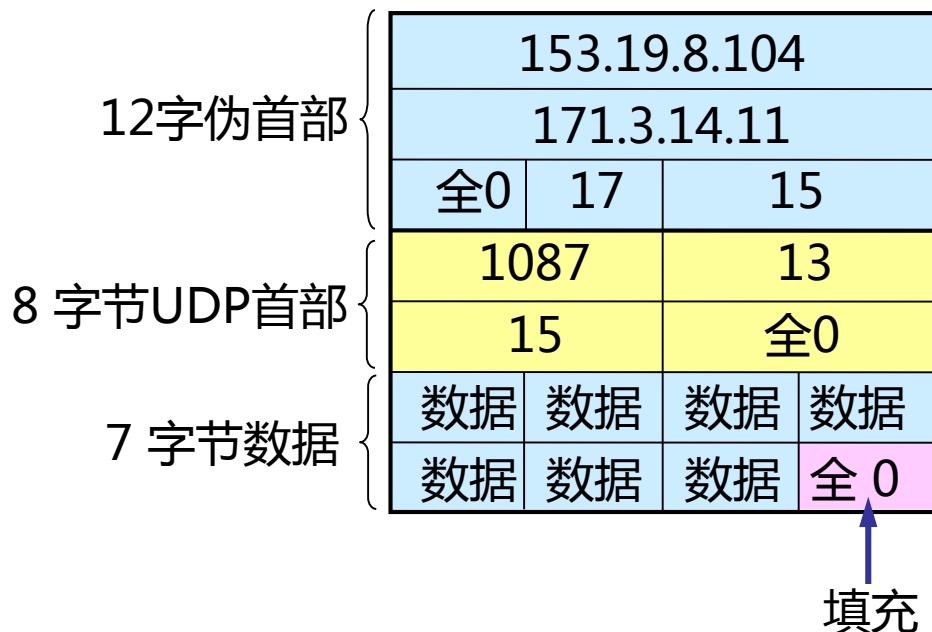 153.19.8.104
12字伪首部
171.3.14.11
全0 17 15
1087 13
8 字节UDP首部
15 全0
数据 数据 数据 数据
7 字节数据
数据 数据 数据 全 0
填充